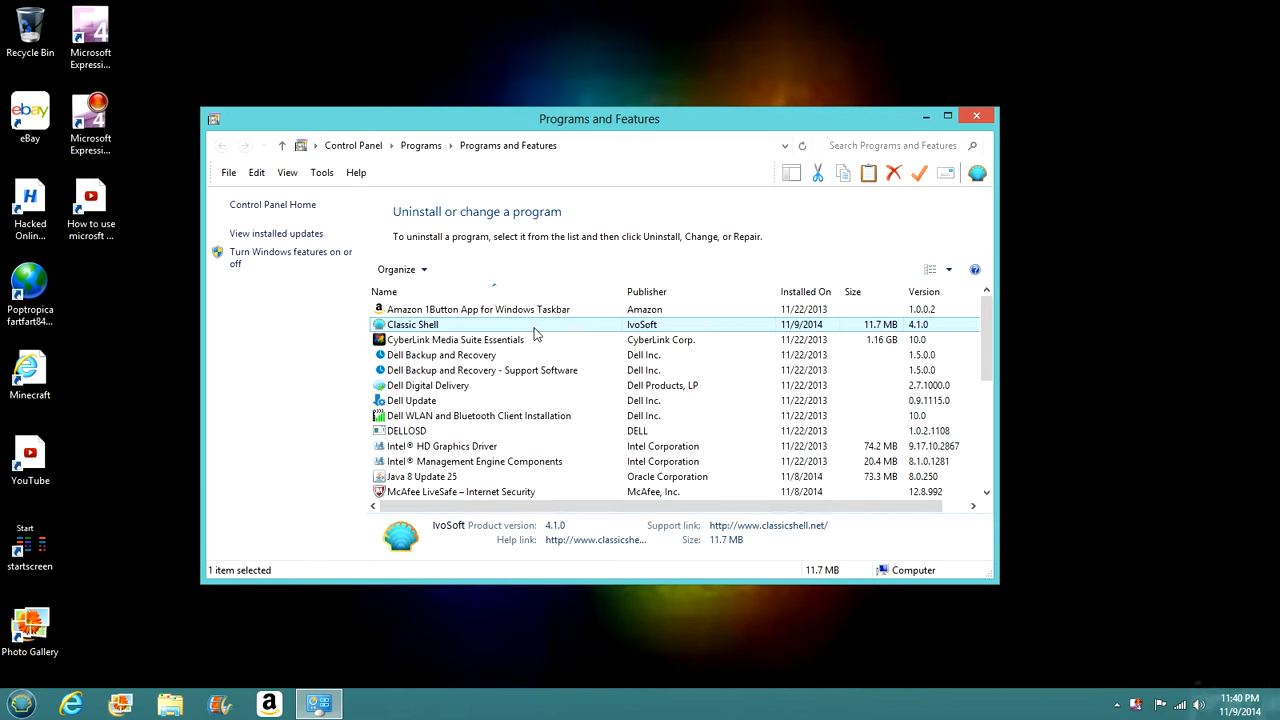 Recycle Bin
Microsoft Expressi...
4
ebay
eBay
Microsoft Expressi...
4
H
Hacked Online...
How to use microsft ...
Poptropica fartfart84...
Minecraft
YouTube
Start
startscreen
Photo Gallery
Programs and Features
Control Panel Programs Programs and Features
Search Programs and Features
File Edit View Tools Help
Control Panel Home
View installed updates
Turn Windows features on or off
Uninstall or change a program
To uninstall a program, select it from the list and then click Uninstall, Change, or Repair.
Organize
Name Publisher Installed On Size Version
Amazon 1Button App for Windows Taskbar Amazon 11/22/2013 1.0.0.2
Classic Shell IvoSoft 11/9/2014 11.7 MB 4.1.0
CyberLink Media Suite Essentials CyberLink Corp. 11/22/2013 1.16 GB 10.0
Dell Backup and Recovery Dell Inc. 11/22/2013 1.5.0.0
Dell Backup and Recovery - Support Software Dell Inc. 11/22/2013 1.5.0.0
Dell Digital Delivery Dell Products, LP 11/22/2013 2.7.1000.0
Dell Update Dell Inc. 11/22/2013 0.9.1115.0
Dell WLAN and Bluetooth Client Installation Dell Inc. 11/22/2013 10.0
DELLOSD DELL 11/22/2013 1.0.2.1108
Intel® HD Graphics Driver Intel Corporation 11/22/2013 74.2 MB 9.17.10.2867
Intel® Management Engine Components Intel Corporation 11/22/2013 20.4 MB 8.1.0.1281
Java 8 Update 25 Oracle Corporation 11/8/2014 73.3 MB 8.0.250
McAfee LiveSafe – Internet Security McAfee, Inc. 11/8/2014 12.8.992
IvoSoft Product version: 4.1.0 Support link: http://www.classicshell.net/
Help link: http://www.classicshe... Size: 11.7 MB
1 item selected 11.7 MB Computer
11:40 PM
11/9/2014